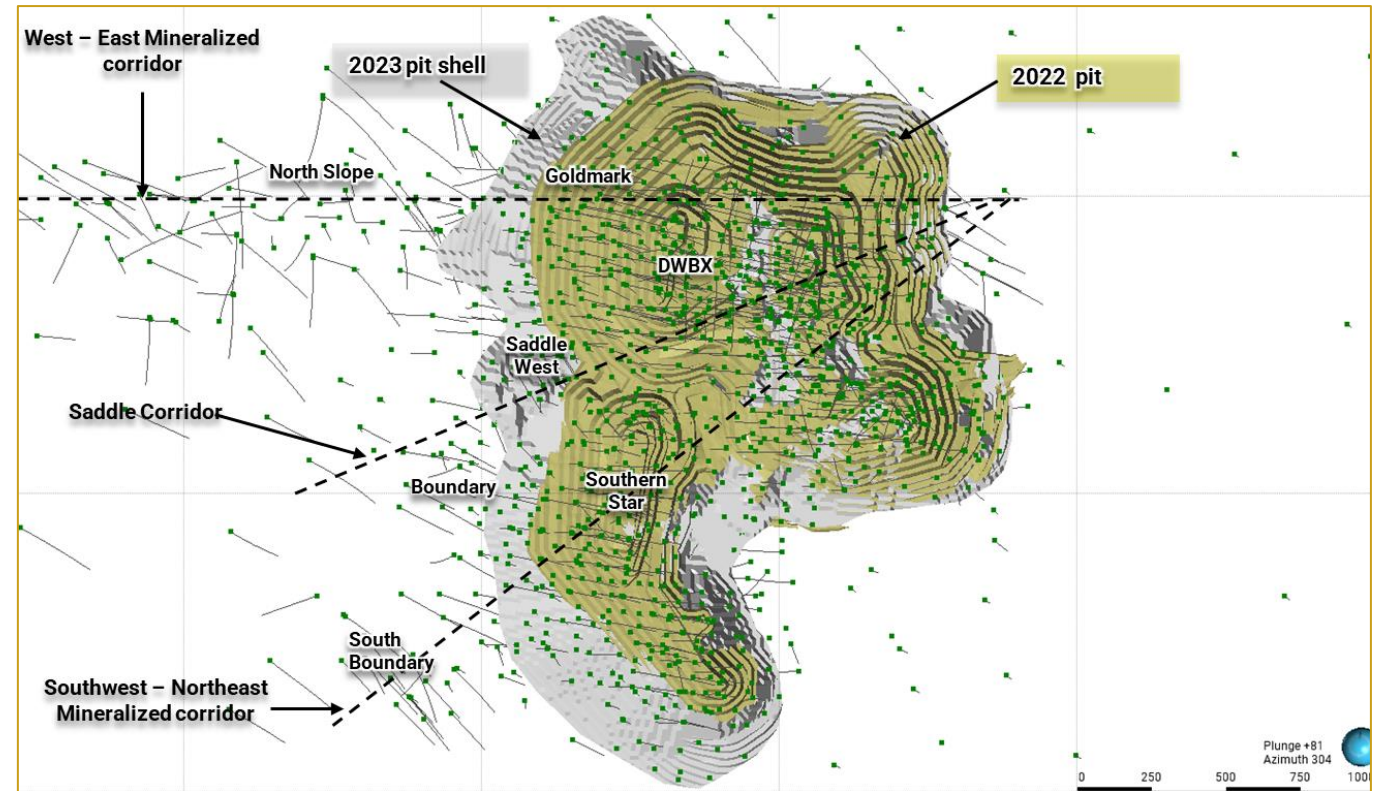 West – East Mineralized
corridor
2023 pit shell
2022 pit
North Slope
Goldmark
DWBX
Saddle
West
Saddle Corridor
Boundary
Southern
Star
South
Boundary
Southwest – Northeast
Mineralized corridor
Plunge +81
Azimuth 304
0 250 500 750